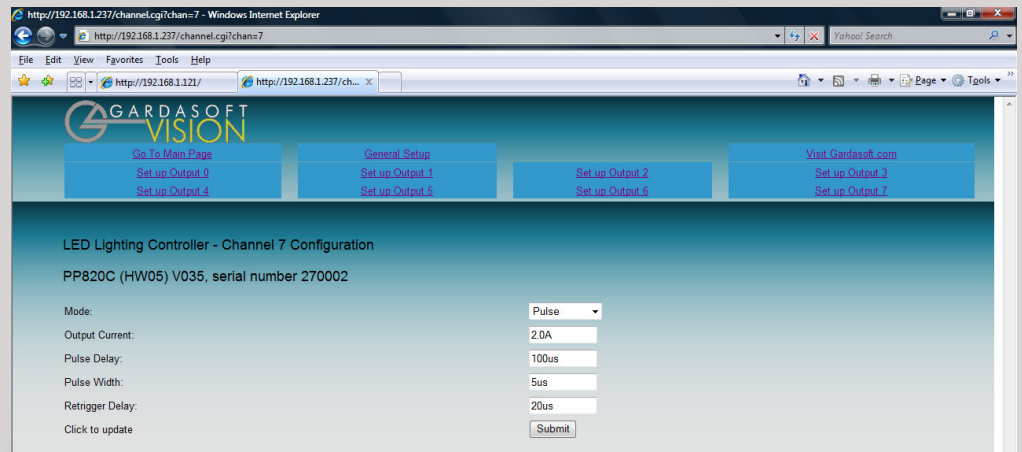 http://192.168.1.237/channel.cgi?chan=7 - Windows Internet Explorer
http://192.168.1.237/channel.cgi?chan=7
Yahoo! Search
File Edit View Favorites Tools Help
http://192.168.1.121/
http://192.168.1.237/ch...
Page
Tools
GARDASOFT
VISION
Go To Main Page
General Setup
Visit Gardasoft.com
Set up Output 0
Set up Output 1
Set up Output 2
Set up Output 3
Set up Output 4
Set up Output 5
Set up Output 6
Set up Output 7
LED Lighting Controller - Channel 7 Configuration
PP820C (HW05) V035, serial number 270002
Mode:
Pulse
Output Current:
2.0A
Pulse Delay:
100us
Pulse Width:
5us
Retrigger Delay:
20us
Click to update
Submit